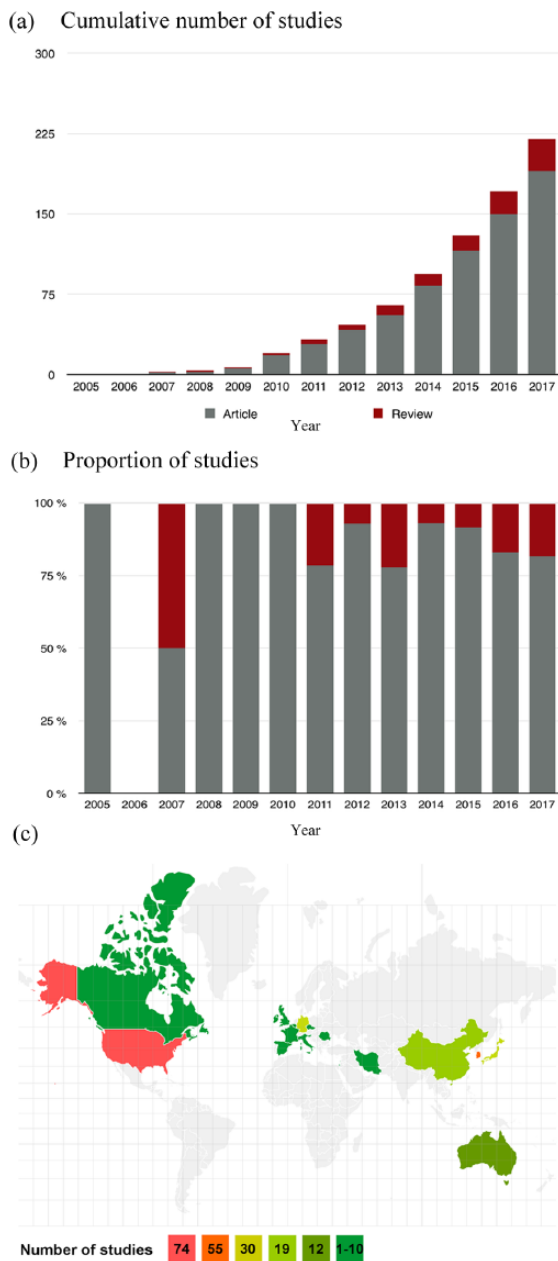 (a) Cumulative number of studies
300
225
150
75
0
2005 2006 2007 2008 2009 2010 2011 2012 2013 2014 2015 2016 2017
Article Year Review
(b) Proportion of studies
100 %
75 %
50 %
25 %
0 %
2005 2006 2007 2008 2009 2010 2011 2012 2013 2014 2015 2016 2017
Year
(c)
Number of studies 74 55 30 19 12 1-10